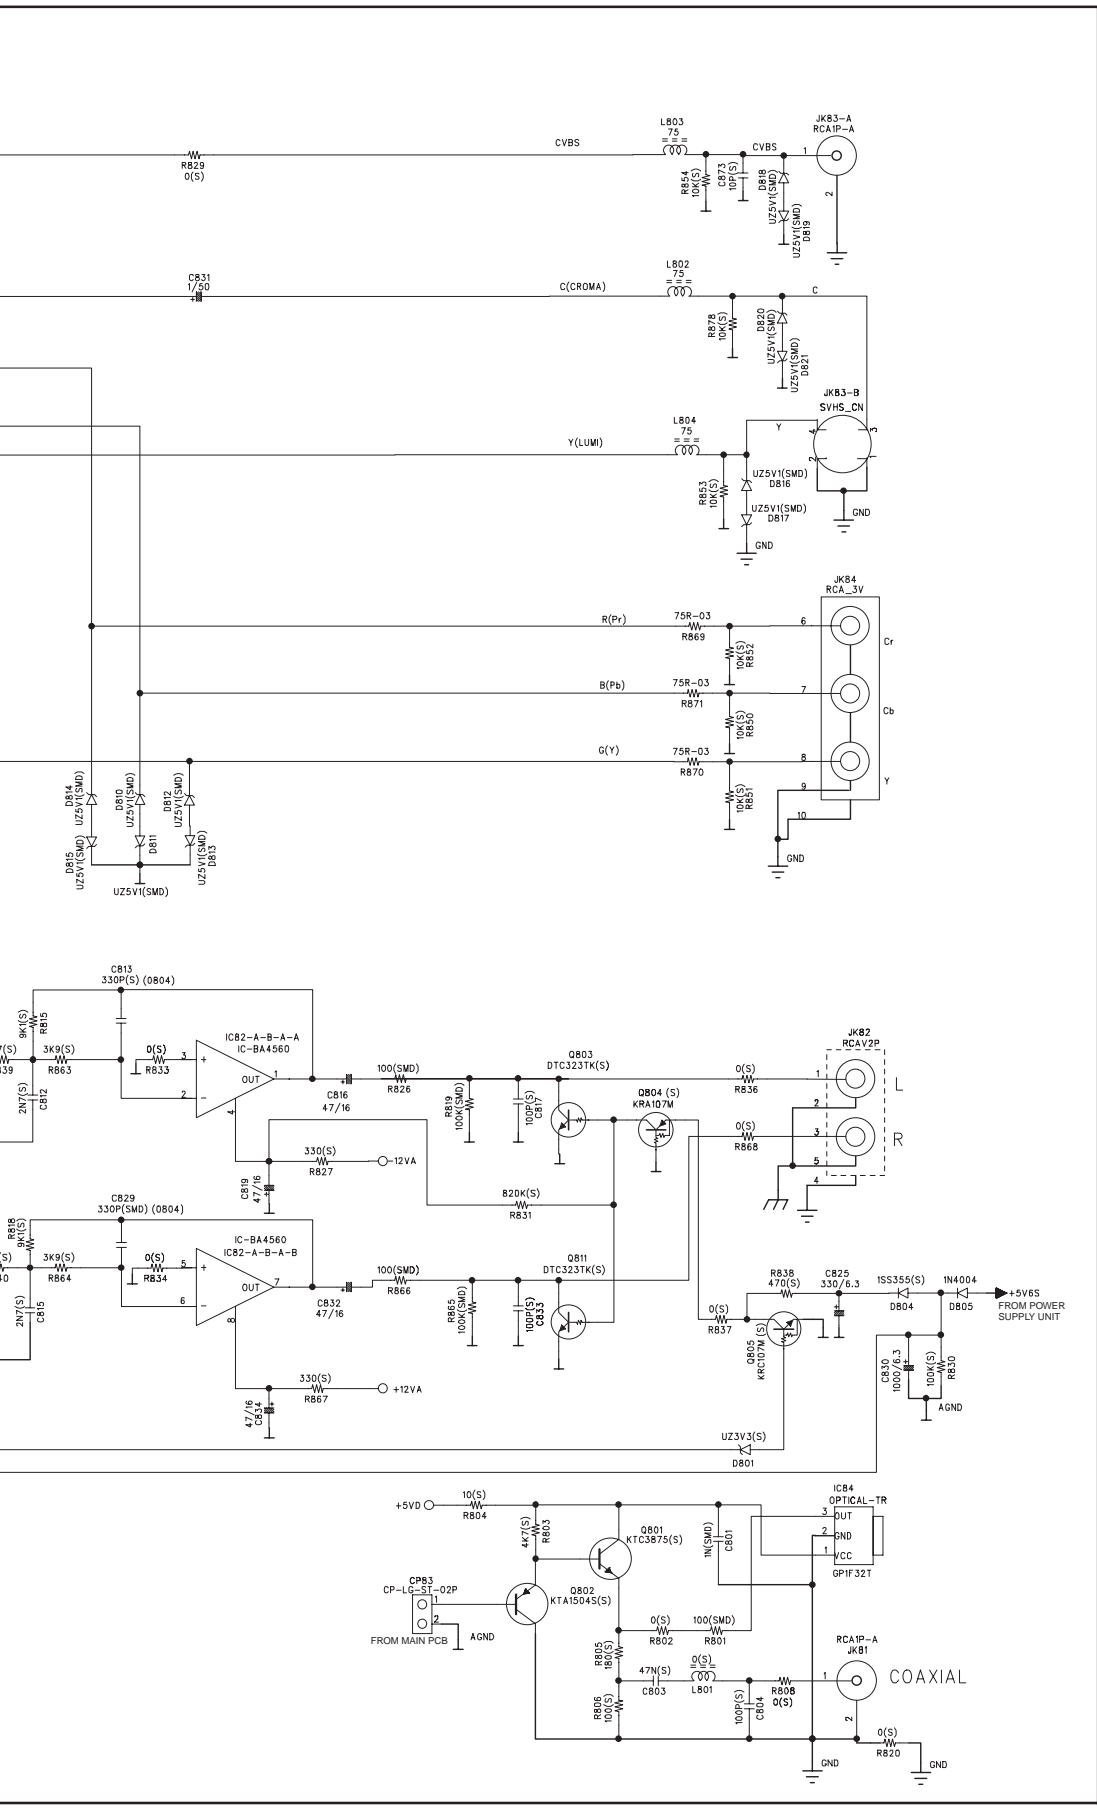 JK83-A
RCA1P-A
L803
75
CVBS
CVBS
1
2
R829
0(S)
R854
10K(S)
C873
10P(S)
D818
UZ5V1(SMD)
UZ5V1(SMD)
D819
C831
1/50
+
C(CROMA)
L802
75
C
R878
10K(S)
D820
UZ5V1(SMD)
UZ5V1(SMD)
D821
JK83-B
SVHS_CN
4
3
2
1
GND
Y(LUMI)
L804
75
Y
R853
10K(S)
UZ5V1(SMD)
D816
UZ5V1(SMD)
D817
GND
JK84
RCA_3V
R(Pr)
75R-03
R869
6
Cr
10K(S)
R852
B(Pb)
75R-03
R871
7
Cb
10K(S)
R850
G(Y)
75R-03
R870
8
Y
10K(S)
R851
9
10
GND
D814
UZ5V1(SMD)
D810
UZ5V1(SMD)
D812
UZ5V1(SMD)
D815
UZ5V1(SMD)
D811
UZ5V1(SMD)
D813
UZ5V1(SMD)
C813
330P(S) (0804)
9K1(S)
R815
7(S)
839
3K9(S)
R863
0(S)
R833
2N7(S)
C812
IC82-A-B-A-A
IC-BA4560
3
+
2
-
OUT
1
4
C816
47/16
+
100(SMD)
R826
R819
100K(SMD)
100P(S)
C817
Q803
DTC323TK(S)
Q804 (S)
KRA107M
0(S)
R836
0(S)
R868
JK82
RCAV2P
1
2
3
5
4
L
R
330(S)
R827
-12VA
C819
47/16
+
820K(S)
R831
C829
330P(SMD) (0804)
R818
9K1(S)
(S)
40
3K9(S)
R864
0(S)
R834
2N7(S)
C815
IC-BA4560
IC82-A-B-A-B
5
+
6
-
OUT
7
8
C832
47/16
+
100(SMD)
R866
R865
100K(SMD)
100P(S)
C833
Q811
DTC323TK(S)
330(S)
R867
+12VA
47/16
C834
+
0(S)
R837
R838
470(S)
C825
330/6.3
+
1SS355(S)
D804
1N4004
D805
+5V6S
FROM POWER
SUPPLY UNIT
Q805
KRC107M (S)
C830
1000/6.3
+
100K(S)
R830
AGND
UZ3V3(S)
D801
+5VD
10(S)
R804
4K7(S)
R803
Q801
KTC3875(S)
1N(SMD)
C801
IC84
OPTICAL-TR
3
OUT
2
GND
1
VCC
GP1F32T
CP83
CP-LG-ST-02P
1
2
FROM MAIN PCB
AGND
Q802
KTA1504S(S)
0(S)
R802
100(SMD)
R801
R805
180(S)
47N(S)
C803
0(S)
L801
R806
100(S)
100P(S)
C804
R808
0(S)
RCA1P-A
JK81
1
2
COAXIAL
0(S)
R820
GND
GND